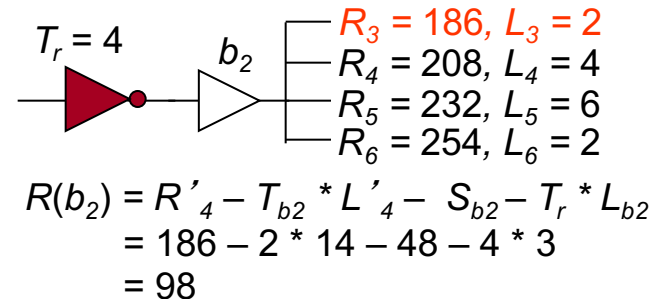 T_r = 4
b_2
R_3 = 186, L_3 = 2
R_4 = 208, L_4 = 4
R_5 = 232, L_5 = 6
R_6 = 254, L_6 = 2
R(b_2) = R'_4 – T_b2 * L'_4 – S_b2 – T_r * L_b2
= 186 – 2 * 14 – 48 – 4 * 3
= 98